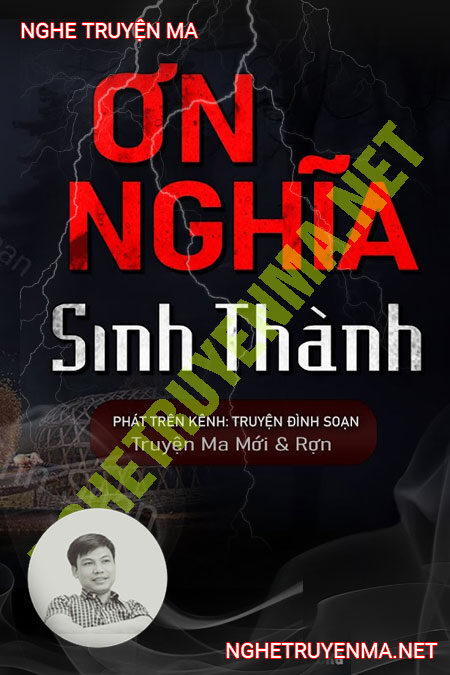 NGHE TRUYỆN MA
ƠN
NGHĨA
Sinh Thành
NGHETRUYENMA.NET
PHÁT TRÊN KÊNH: TRUYỆN ĐÌNH SOẠN
Truyện Ma Mới & Rợn
NGHETRUYENMA.NET